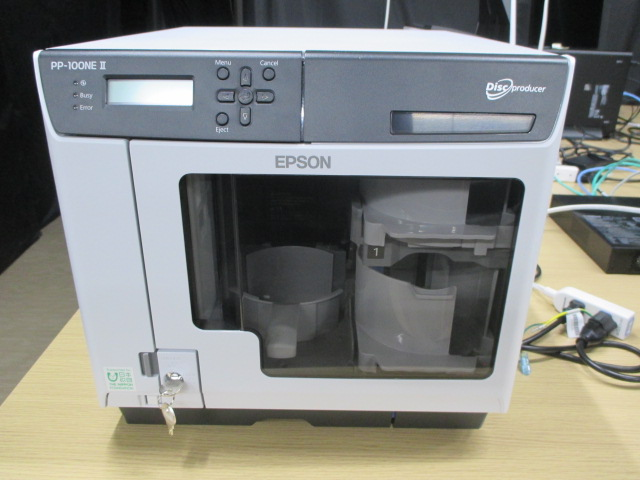 PP-100NE II
Menu
Cancel
Busy
Error
Eject
Disc producer
EPSON
1